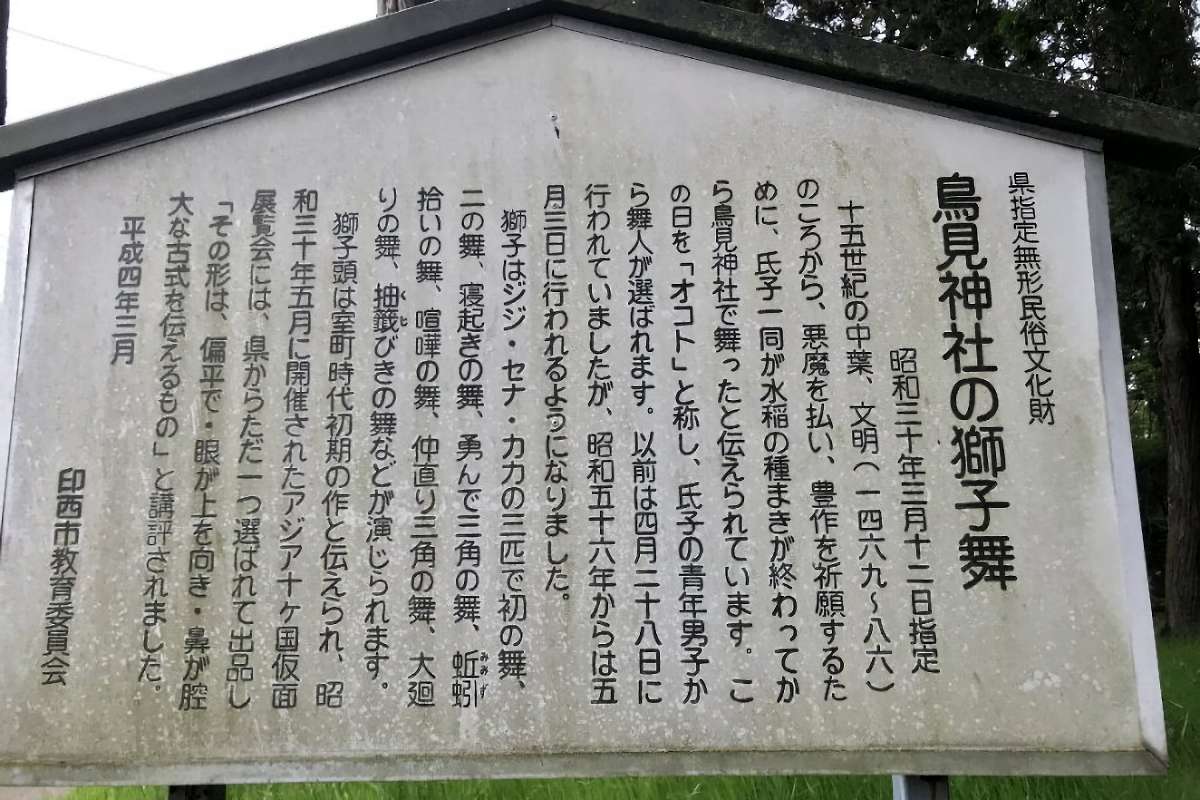 県指定無形民俗文化財
鳥見神社の獅子舞
昭和三十年三月十二日指定
十五世紀の中葉、文明(一四六九～八六)
のころから、悪魔を払い、豊作を祈願するた
めに、氏子一同が水稲の種まきが終わってか
ら鳥見神社で舞ったと伝えられています。こ
の日を「オコト」と称し、氏子の青年男子か
ら舞人が選ばれます。以前は四月二十八日に
行われていましたが、昭和五十六年からは五
月三日に行われるようになりました。
獅子はジジ・セナ・カカの三匹で初の舞、
二の舞、寝起きの舞、勇んで三角の舞、蚯蚓
みみず
拾いの舞、喧嘩の舞、仲直り三角の舞、大廻
りの舞、抽籤びきの舞などが演じられます。
くじ
獅子頭は室町時代初期の作と伝えられ、昭
和三十年五月に開催されたアジアナケ国仮面
展覧会には、県からただ一つ選ばれて出品し
「その形は、偏平で・眼が上を向き・鼻が腔
大な古式を伝えるもの」と講評されました。
平成四年三月
印西市教育委員会